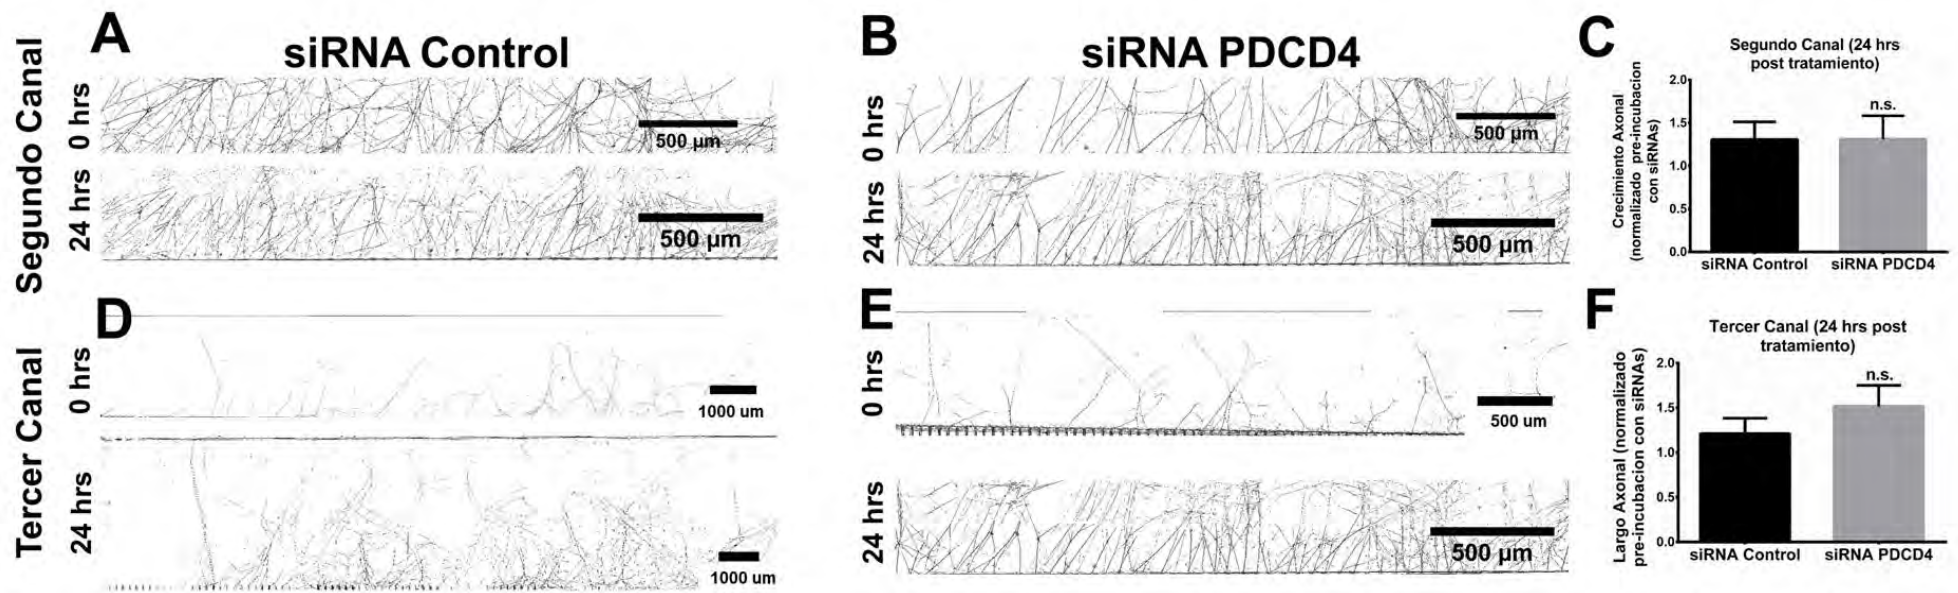 A
siRNA Control
B
siRNA PDCD4
C
Segundo Canal (24 hrs
post tratamiento)
Segundo Canal
0 hrs
500 µm
24 hrs
500 µm
0 hrs
500 µm
24 hrs
500 µm
Crecimiento Axonal
(normalizado pre-incubacion
con siRNAs)
2.0
1.5
1.0
0.5
0.0
n.s.
siRNA Control
siRNA PDCD4
D
E
F
Tercer Canal (24 hrs post
tratamiento)
Tercer Canal
0 hrs
1000 um
24 hrs
1000 um
0 hrs
500 um
24 hrs
500 µm
Largo Axonal (normalizado
pre-incubacion con siRNAs)
2.0
1.5
1.0
0.5
0.0
n.s.
siRNA Control
siRNA PDCD4